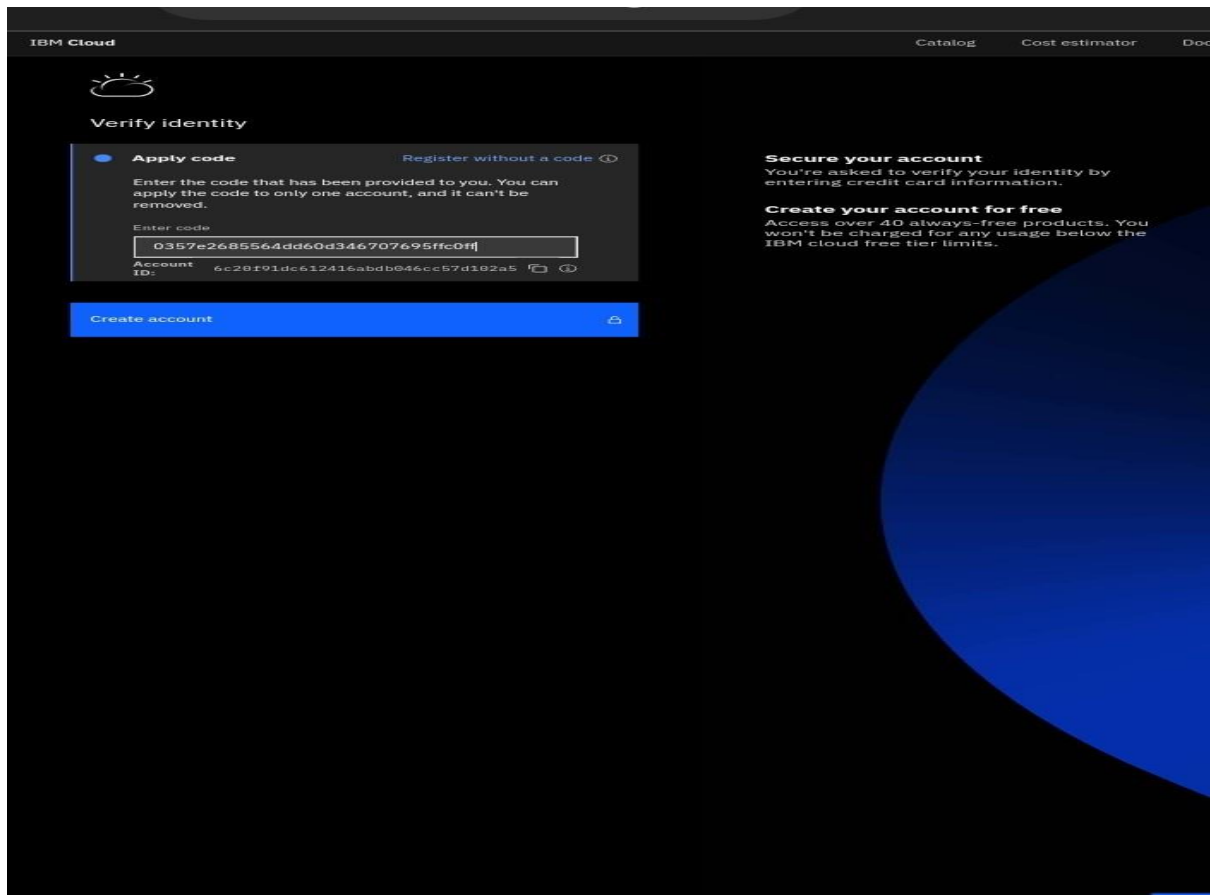 IBM Cloud
Catalog Cost estimator Doc
Verify identity
Apply code Register without a code
Enter the code that has been provided to you. You can
apply the code to only one account, and it can't be
removed.
Enter code
0357e2685564dd60d346707695ffc0ff
Account
ID: 6c20f91dc612416abdb046cc57d102a5
Create account
Secure your account
You're asked to verify your identity by
entering credit card information.
Create your account for free
Access over 40 always-free products. You
won't be charged for any usage below the
IBM cloud free tier limits.